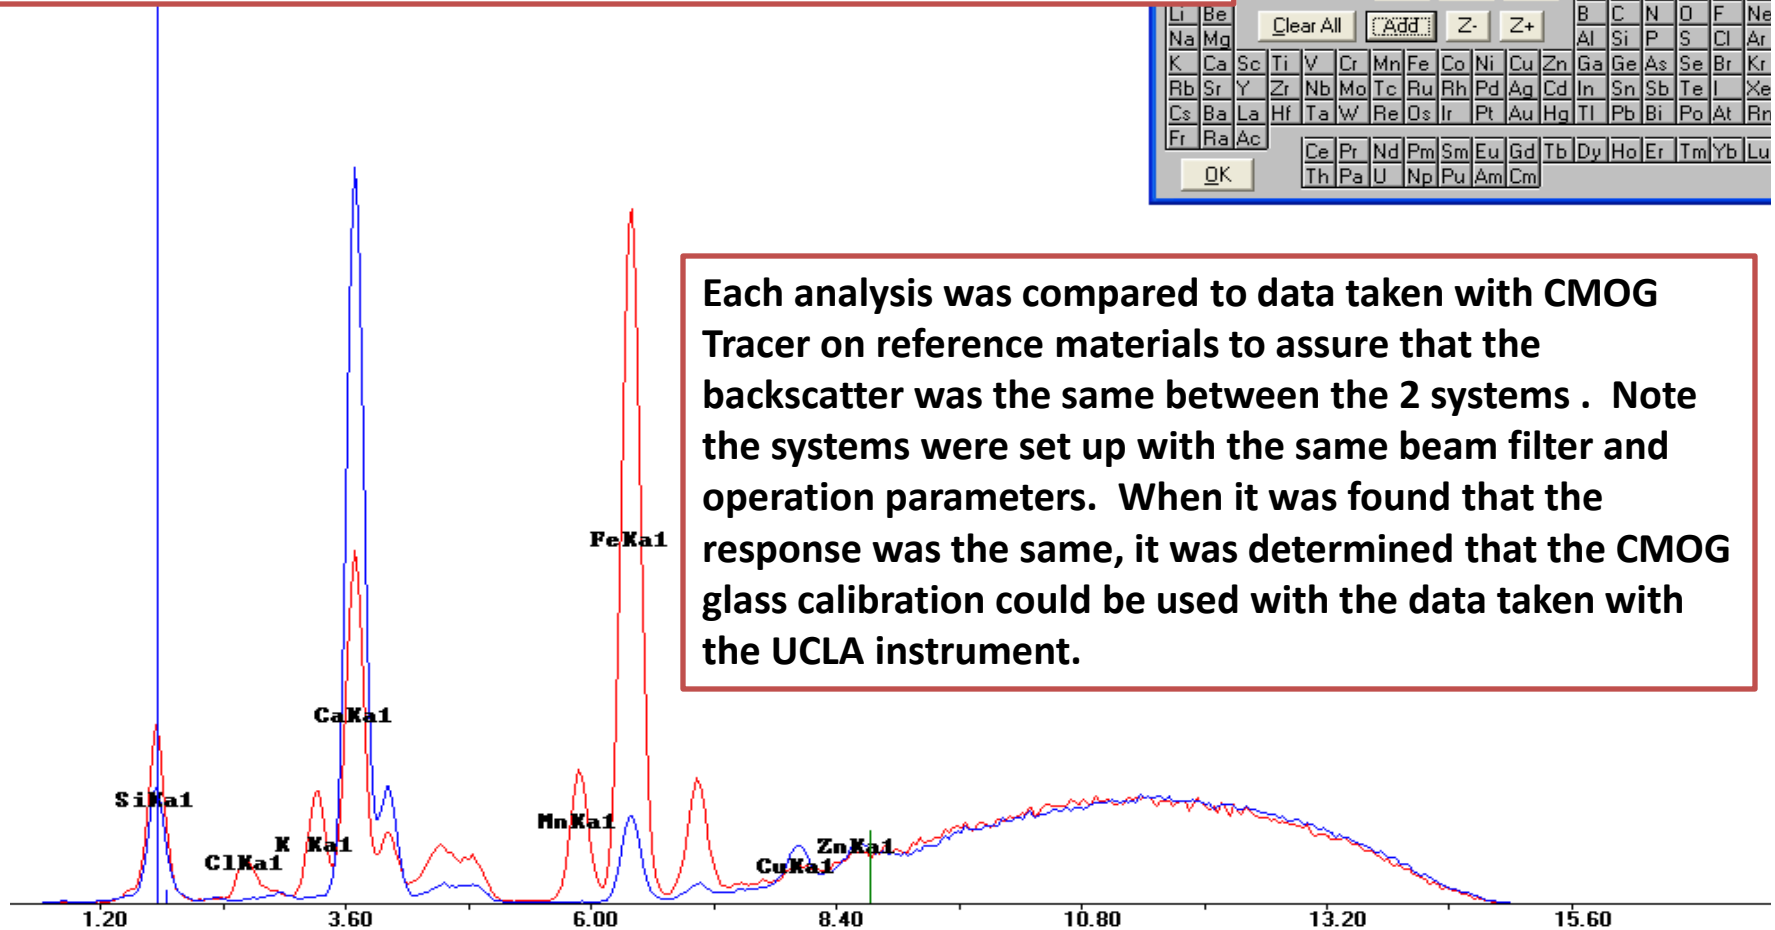 Li Be B C N O F Ne
Clear All Add Z- Z+
Na Mg Al Si P S Cl Ar
K Ca Sc Ti V Cr Mn Fe Co Ni Cu Zn Ga Ge As Se Br Kr
Rb Sr Y Zr Nb Mo Tc Ru Rh Pd Ag Cd In Sn Sb Te I Xe
Cs Ba La Hf Ta W Re Os Ir Pt Au Hg Tl Pb Bi Po At Rn
Fr Ra Ac
Ce Pr Nd Pm Sm Eu Gd Tb Dy Ho Er Tm Yb Lu
OK
Th Pa U Np Pu Am Cm
Each analysis was compared to data taken with CMOG
Tracer on reference materials to assure that the
backscatter was the same between the 2 systems . Note
the systems were set up with the same beam filter and
operation parameters. When it was found that the
response was the same, it was determined that the CMOG
glass calibration could be used with the data taken with
the UCLA instrument.
FeKa1
CaKa1
SiKa1
MnKa1
K Ka1
ZnKa1
ClKa1
CuKa1
1.20 3.60 6.00 8.40 10.80 13.20 15.60